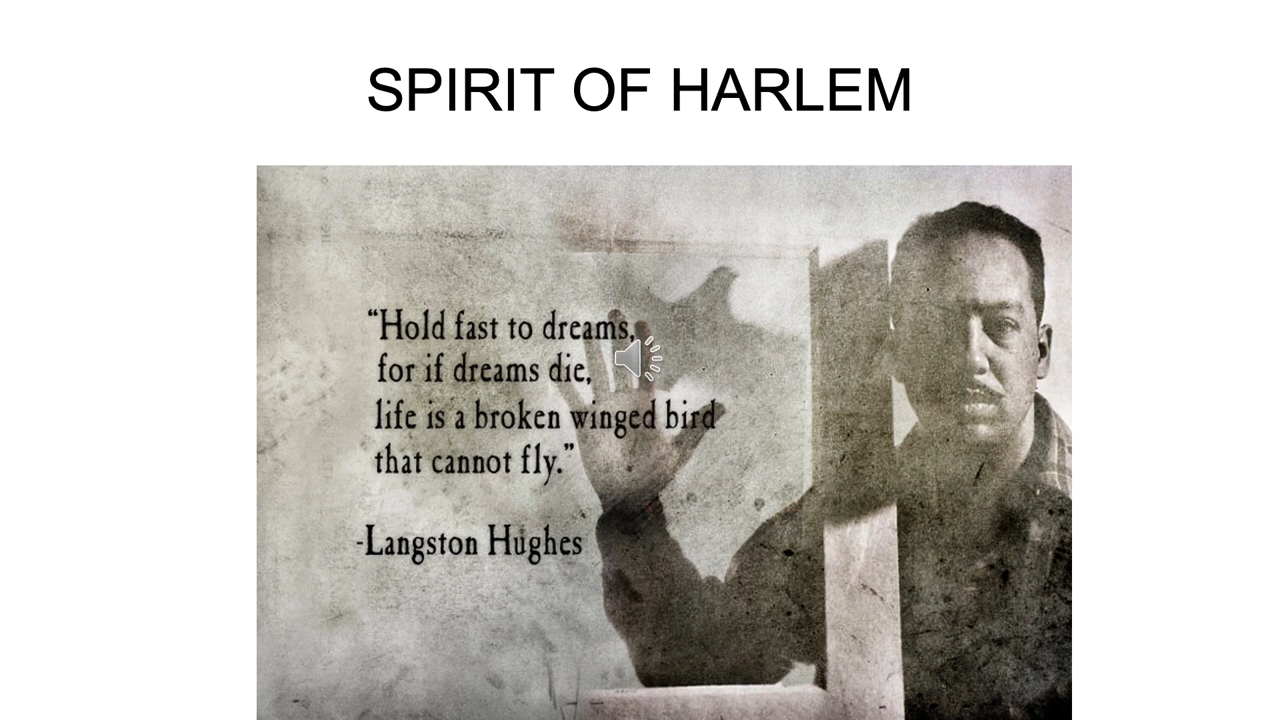 SPIRIT OF HARLEM
“Hold fast to dreams,
for if dreams die,
life is a broken winged bird
that cannot fly.”
-Langston Hughes